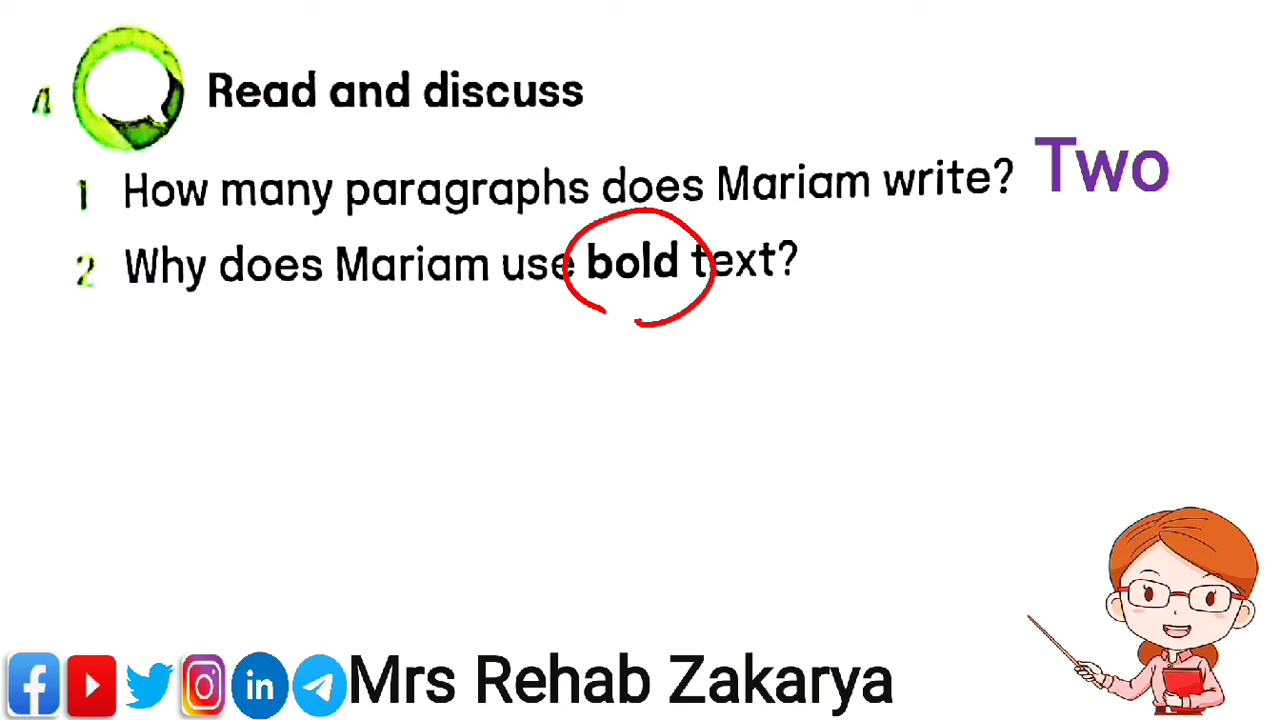 Read and discuss
1 How many paragraphs does Mariam write? Two
2 Why does Mariam use bold text?
in
Mrs Rehab Zakarya